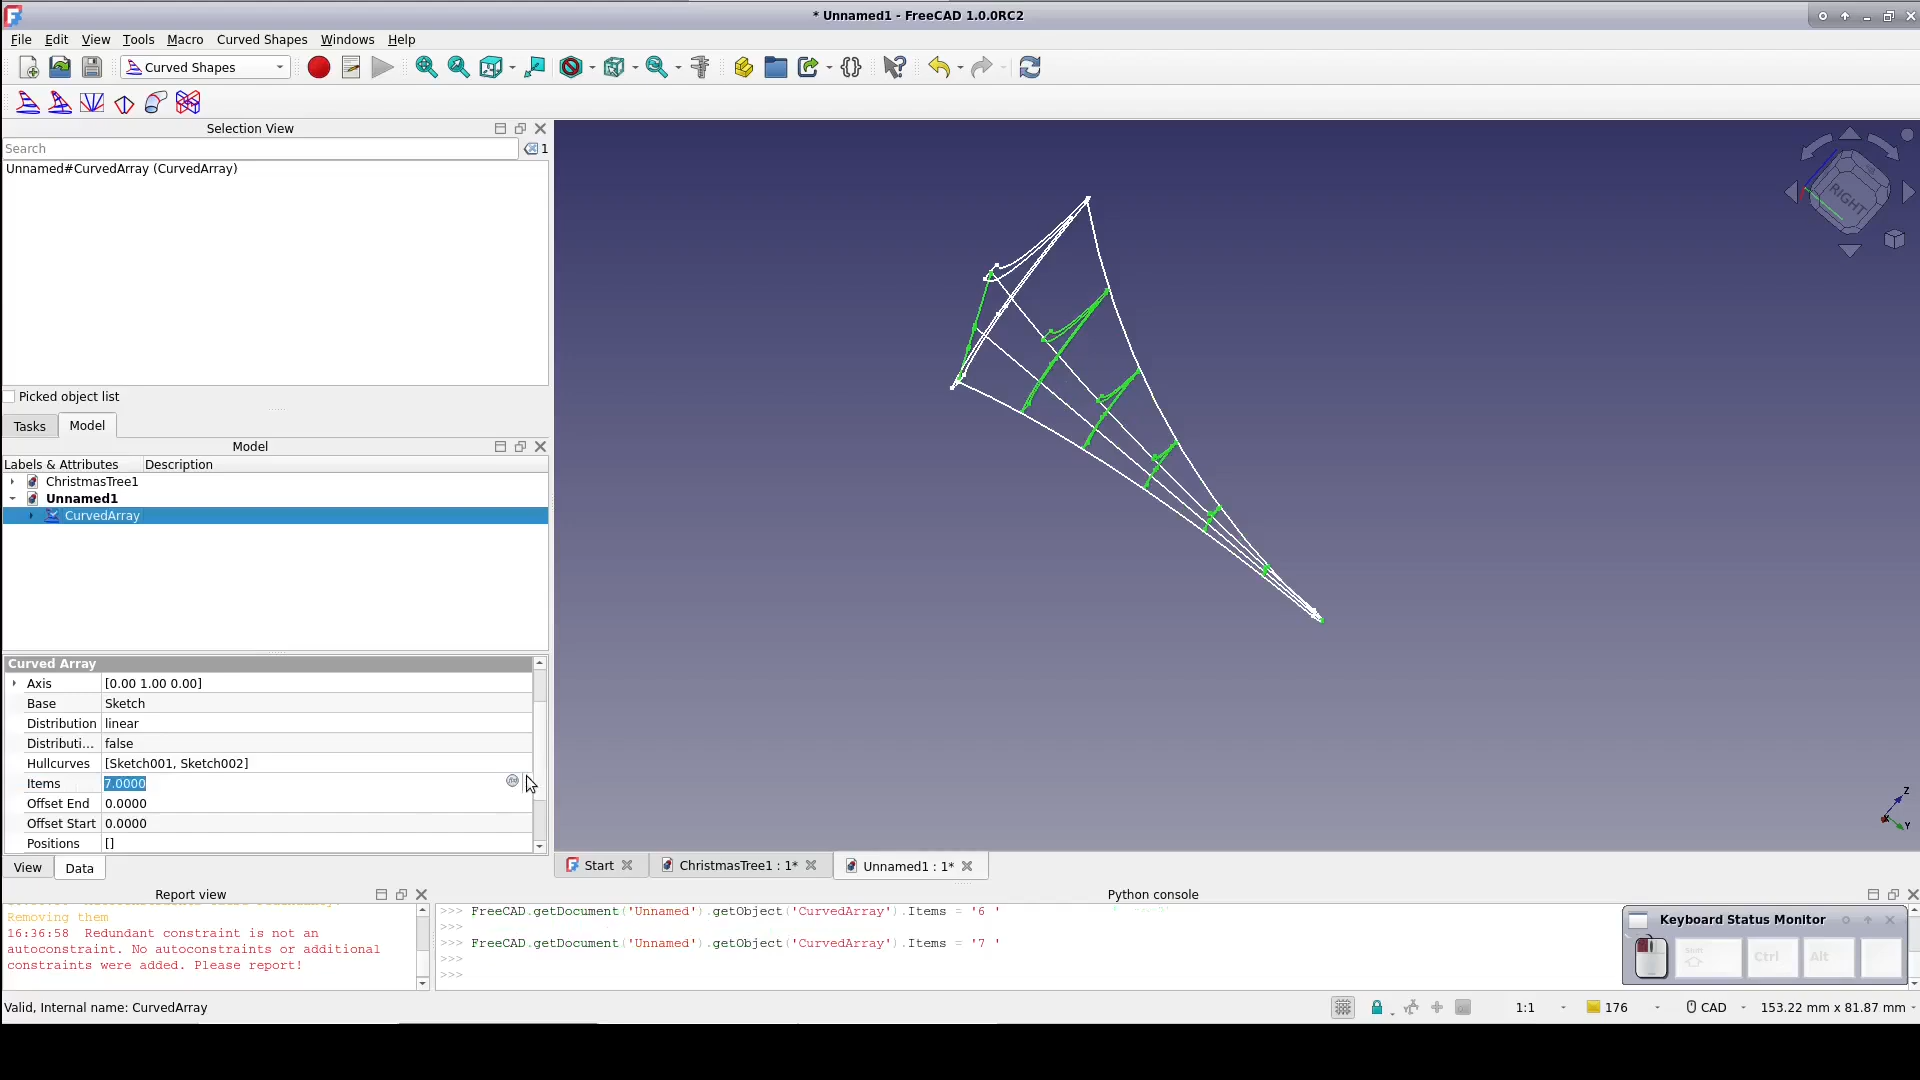 * Unnamed1 - FreeCAD 1.0.0RC2
File Edit View Tools Macro Curved Shapes Windows Help
Curved Shapes
Selection View
Search
1
Unnamed#CurvedArray (CurvedArray)
Picked object list
Tasks Model
Model
Labels & Attributes Description
ChristmasTree1
Unnamed1
CurvedArray
Curved Array
Axis [0.00 1.00 0.00]
Base Sketch
Distribution linear
Distributi... false
Hullcurves [Sketch001, Sketch002]
Items 7.0000
Offset End 0.0000
Offset Start 0.0000
Positions []
View Data
RIGHT
Z
Y
Start ChristmasTree1 : 1* Unnamed1 : 1*
Report view
Removing them
16:36:58 Redundant constraint is not an
autoconstraint. No autoconstraints or additional
constraints were added. Please report!
Python console
>>> FreeCAD.getDocument('Unnamed').getObject('CurvedArray').Items = '6 '
>>>
>>> FreeCAD.getDocument('Unnamed').getObject('CurvedArray').Items = '7 '
>>>
>>>
Keyboard Status Monitor
Shift Ctrl Alt
Valid, Internal name: CurvedArray
1:1 176 CAD 153.22 mm x 81.87 mm